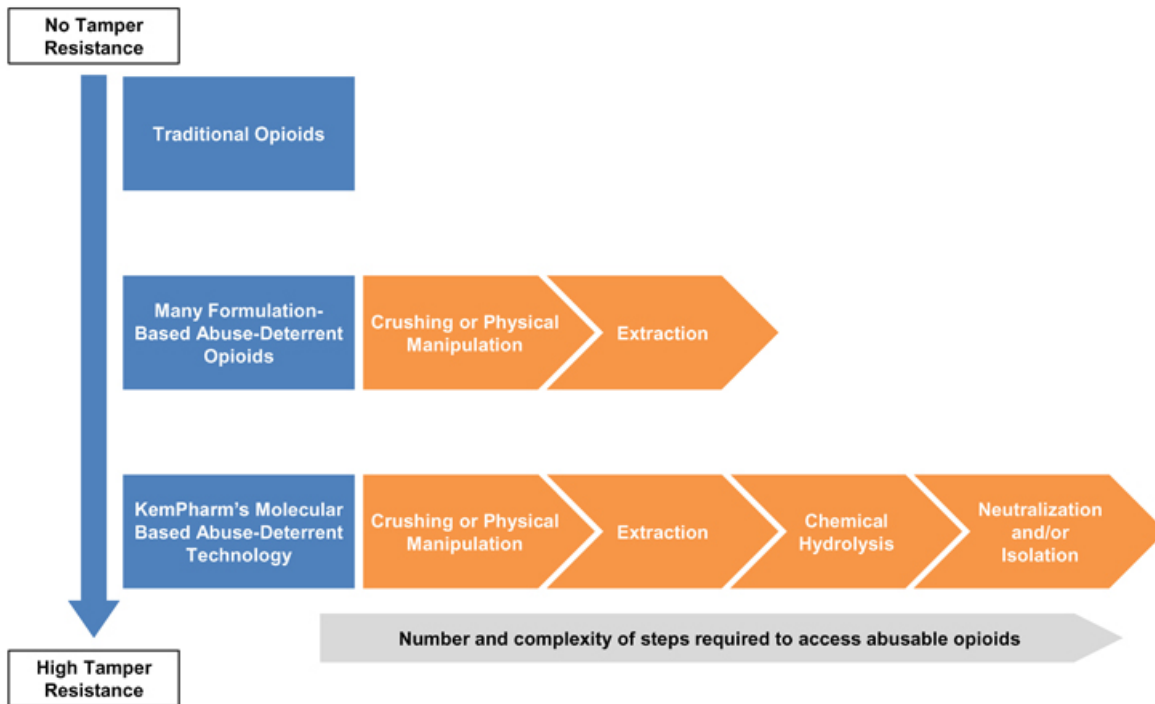 No Tamper
Resistance
Traditional Opioids
Many Formulation-
Based Abuse-Deterrent
Opioids
Crushing or Physical
Manipulation
Extraction
KemPharm's Molecular
Based Abuse-Deterrent
Technology
Crushing or Physical
Manipulation
Extraction
Chemical
Hydrolysis
Neutralization
and/or
Isolation
Number and complexity of steps required to access abusable opioids
High Tamper
Resistance